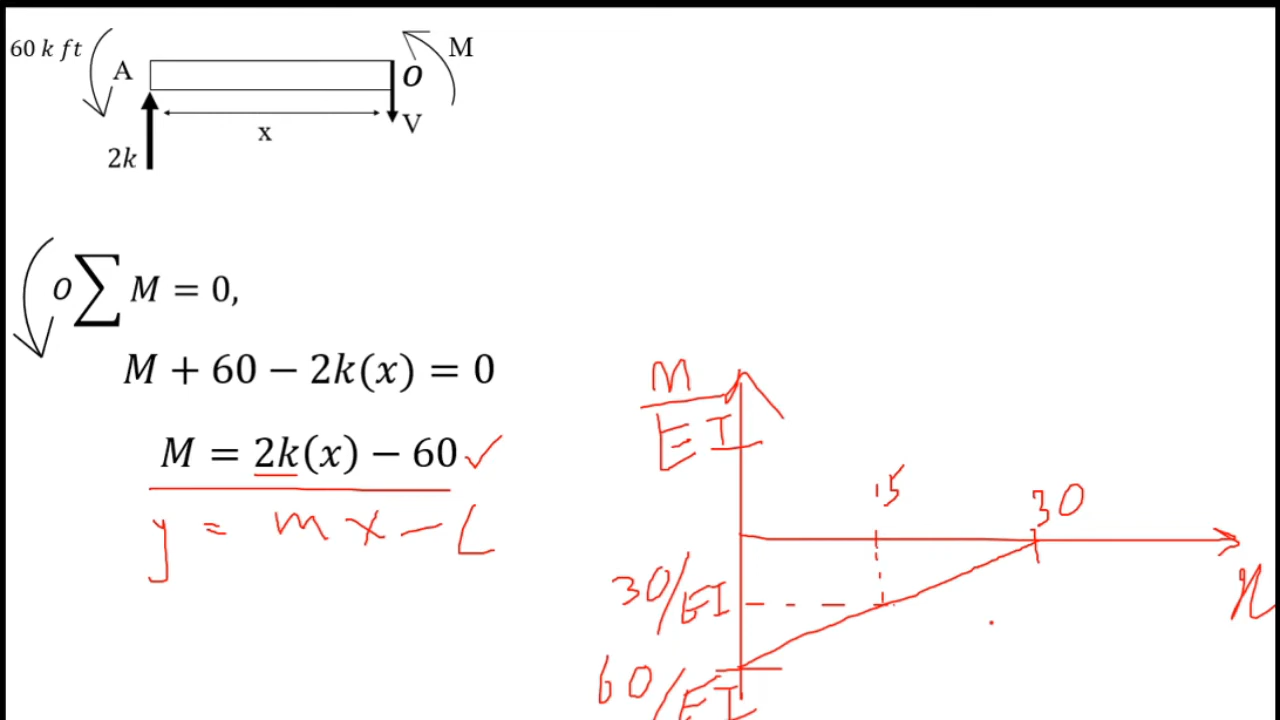 60 k ft
A
O
M
V
x
2k
O∑ M = 0,
M + 60 − 2k(x) = 0
M = 2k(x) − 60 ✓
y = mx − C
M/EI
15
30
30/EI
60/EI
x